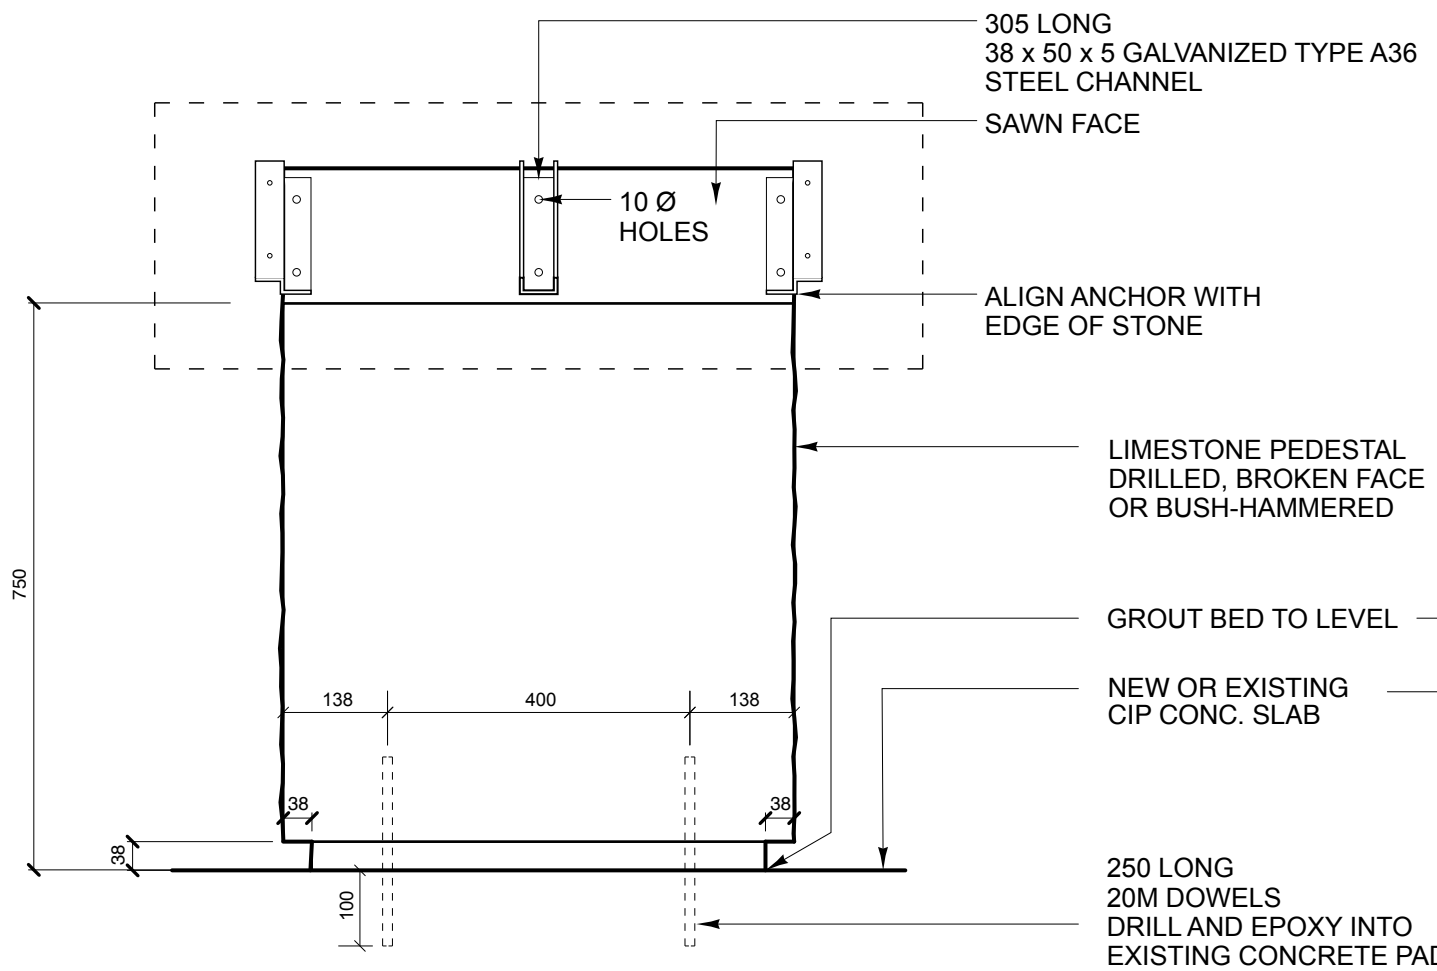 305 LONG
38 x 50 x 5 GALVANIZED TYPE A36
STEEL CHANNEL
SAWN FACE
10 Ø
HOLES
ALIGN ANCHOR WITH
EDGE OF STONE
LIMESTONE PEDESTAL
DRILLED, BROKEN FACE
OR BUSH-HAMMERED
750
GROUT BED TO LEVEL
NEW OR EXISTING
CIP CONC. SLAB
138
400
138
38
38
38
100
250 LONG
20M DOWELS
DRILL AND EPOXY INTO
EXISTING CONCRETE PAD